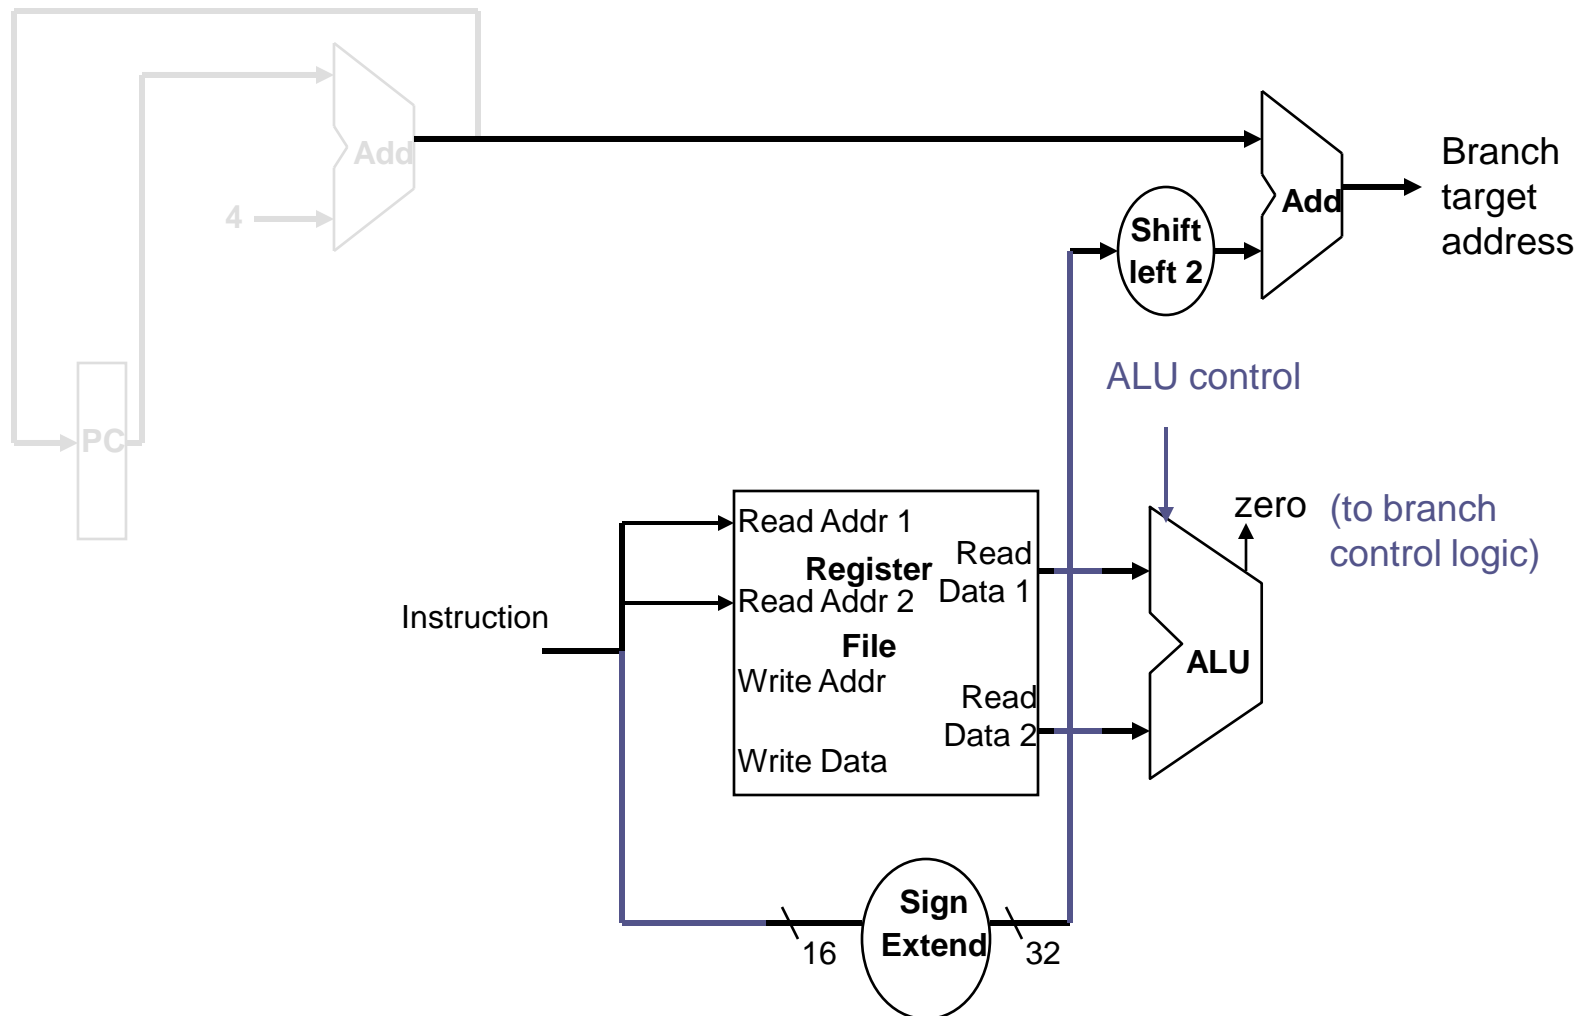 Add
4
PC
Branch
target
address
Add
Shift
left 2
ALU control
Instruction
Read Addr 1
Register
Read Addr 2
File
Write Addr
Write Data
Read
Data 1
Read
Data 2
zero
(to branch
control logic)
ALU
Sign
Extend
16
32